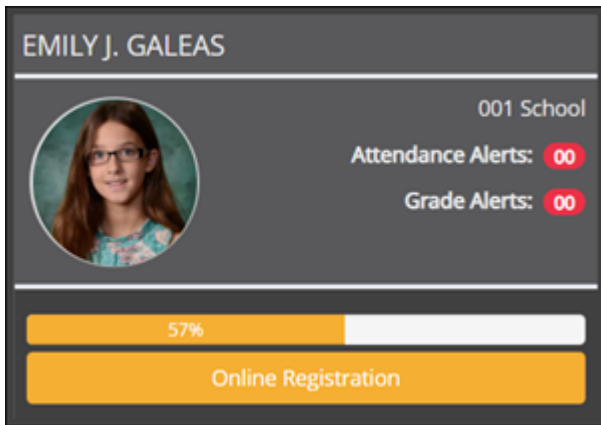 EMILY J. GALEAS
001 School
Attendance Alerts: 00
Grade Alerts: 00
57%
Online Registration